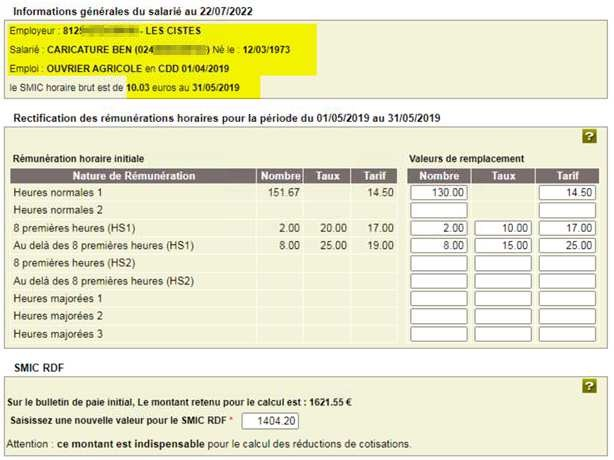 Informations générales du salarié au 22/07/2022
Employeur : 812 - LES CISTES
Salarié : CARICATURE BEN (024 ) Né le : 12/03/1973
Emploi : OUVRIER AGRICOLE en CDD 01/04/2019
le SMIC horaire brut est de 10.03 euros au 31/05/2019
Rectification des rémunérations horaires pour la période du 01/05/2019 au 31/05/2019
?
Rémunération horaire initiale Valeurs de remplacement
Nature de Rémunération Nombre Taux Tarif Nombre Taux Tarif
Heures normales 1 151.67 14.50 130.00 14.50
Heures normales 2
8 premières heures (HS1) 2.00 20.00 17.00 2.00 10.00 17.00
Au delà des 8 premières heures (HS1) 8.00 25.00 19.00 8.00 15.00 25.00
8 premières heures (HS2)
Au delà des 8 premières heures (HS2)
Heures majorées 1
Heures majorées 2
Heures majorées 3
SMIC RDF
?
Sur le bulletin de paie initial, Le montant retenu pour le calcul est : 1621.55 €
Saisissez une nouvelle valeur pour le SMIC RDF * 1404.20
Attention : ce montant est indispensable pour le calcul des réductions de cotisations.